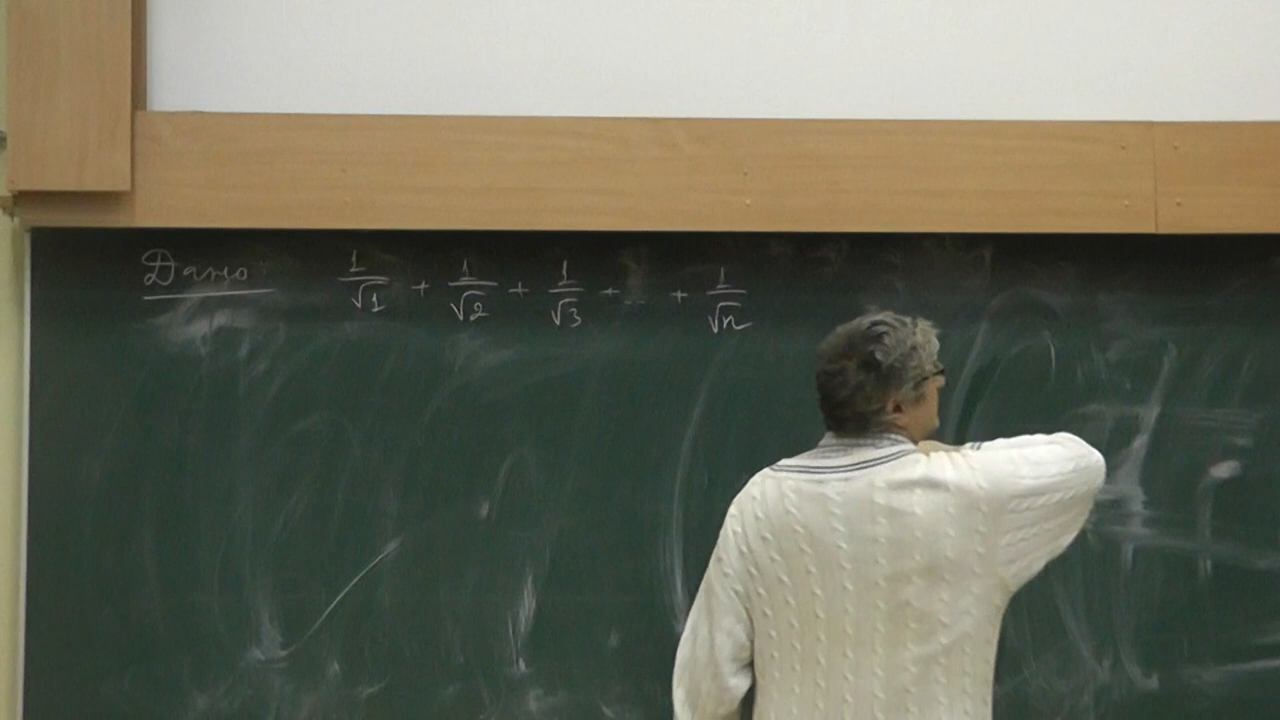 Дано: 1/√1 + 1/√2 + 1/√3 + ... + 1/√n